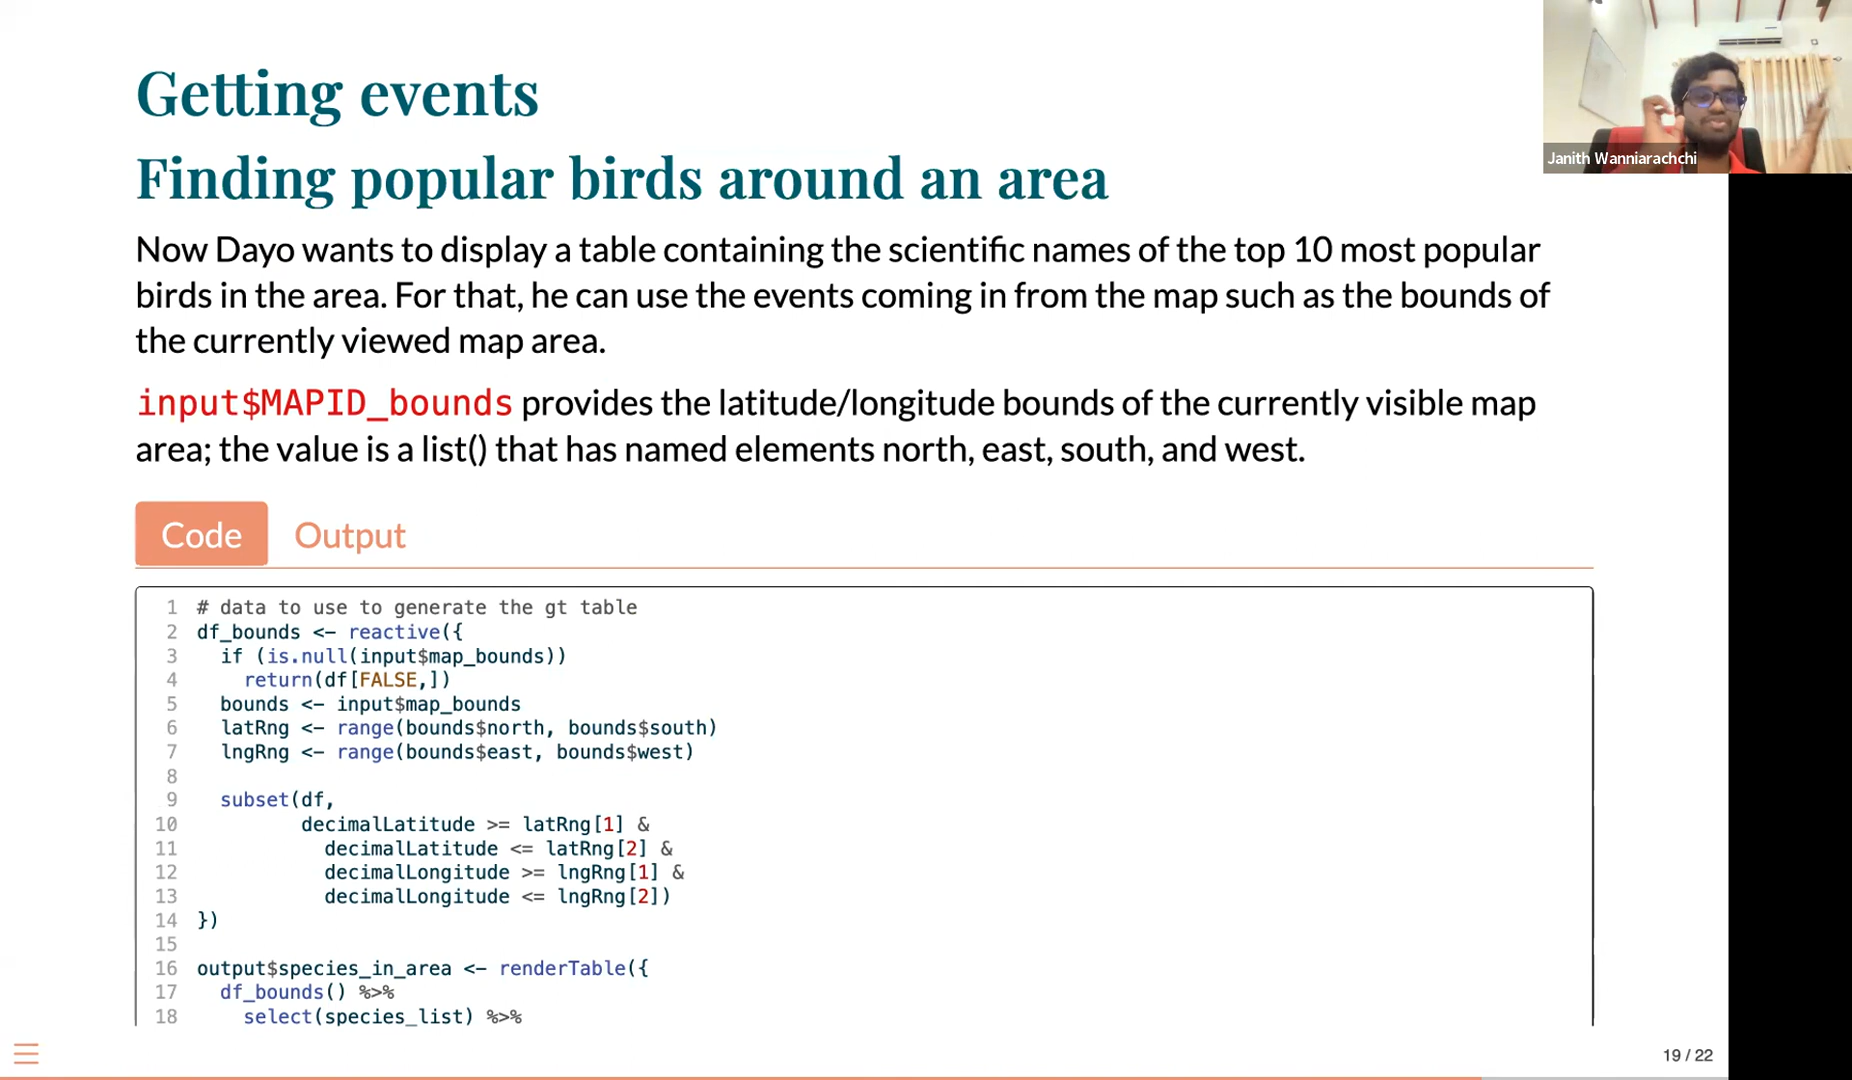 Getting events
Finding popular birds around an area
Now Dayo wants to display a table containing the scientific names of the top 10 most popular
birds in the area. For that, he can use the events coming in from the map such as the bounds of
the currently viewed map area.
input$MAPID_bounds provides the latitude/longitude bounds of the currently visible map
area; the value is a list() that has named elements north, east, south, and west.
Code Output
1 # data to use to generate the gt table
2 df_bounds <- reactive({
3   if (is.null(input$map_bounds))
4     return(df[FALSE,])
5   bounds <- input$map_bounds
6   latRng <- range(bounds$north, bounds$south)
7   lngRng <- range(bounds$east, bounds$west)
8
9   subset(df,
10          decimalLatitude >= latRng[1] &
11            decimalLatitude <= latRng[2] &
12            decimalLongitude >= lngRng[1] &
13            decimalLongitude <= lngRng[2])
14 })
15
16 output$species_in_area <- renderTable({
17   df_bounds() %>%
18     select(species_list) %>%
19 / 22
Janith Wanniarachchi